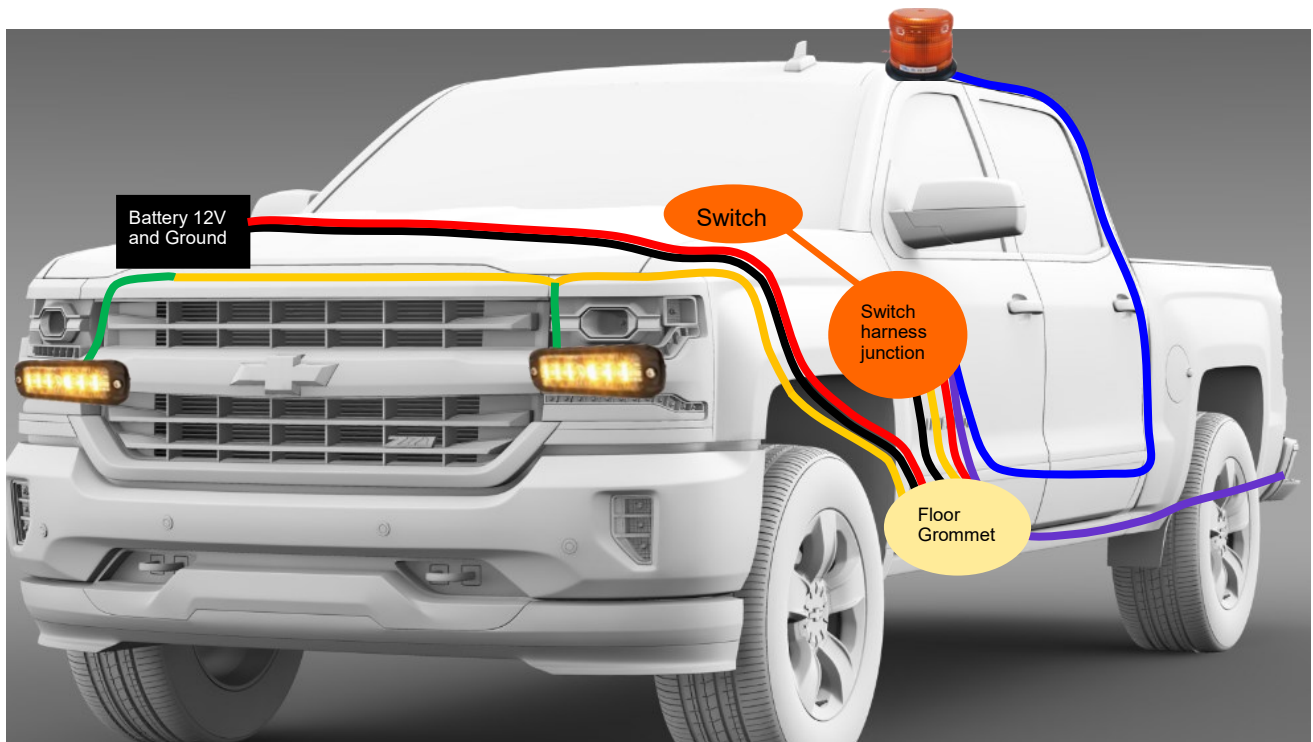 Battery 12V
and Ground
Switch
Switch
harness
junction
Floor
Grommet